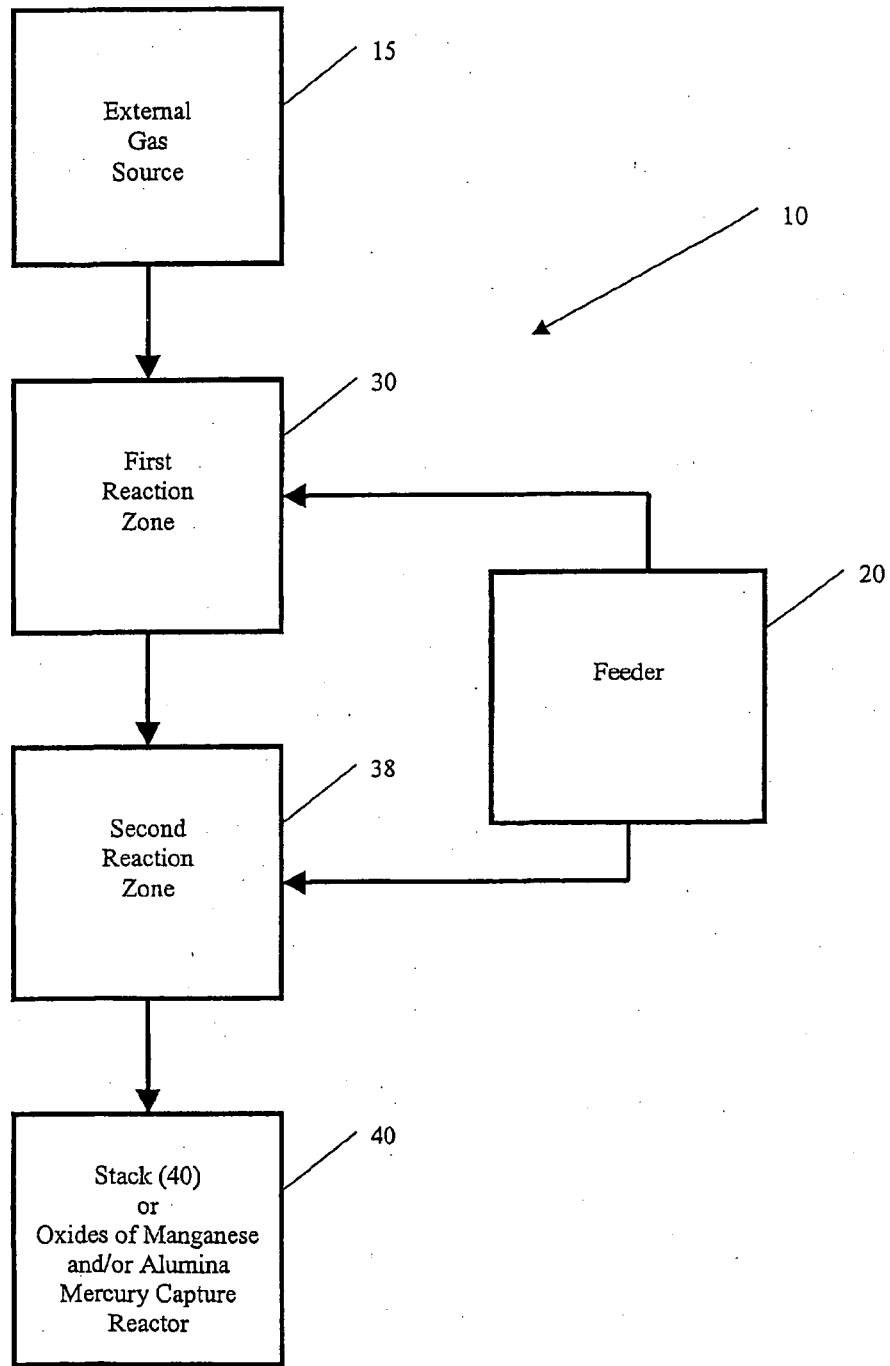 15
External
Gas
Source
10
30
First
Reaction
Zone
20
Feeder
38
Second
Reaction
Zone
40
Stack (40)
or
Oxides of Manganese
and/or Alumina
Mercury Capture
Reactor